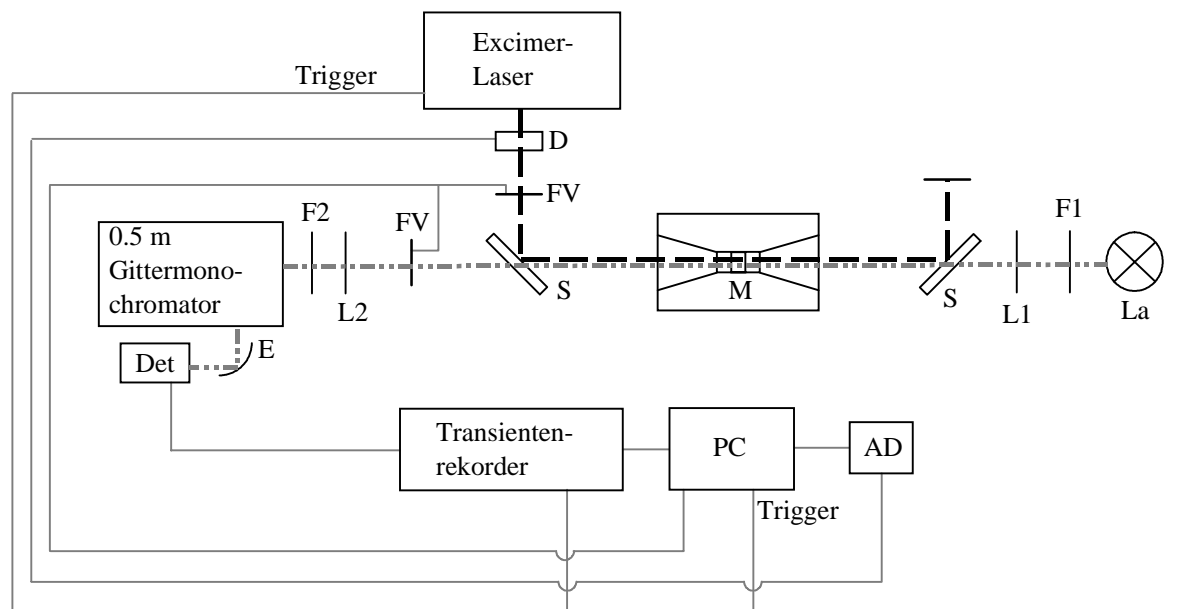 Excimer-
Laser
Trigger
D
FV
F2
FV
F1
0.5 m
Gittermono-
chromator
S
M
S
L2
L1
La
E
Det
Transienten-
rekorder
PC
AD
Trigger